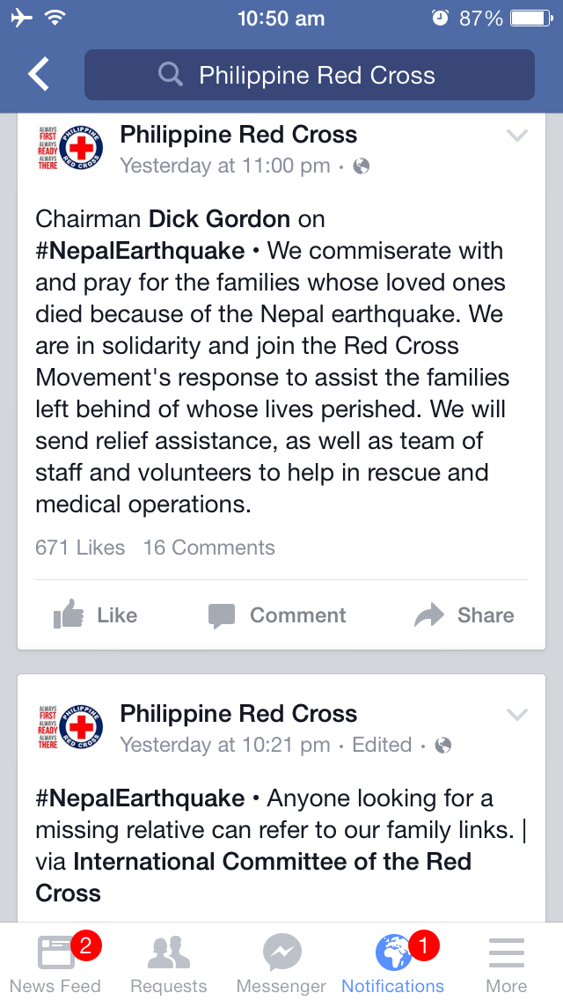 10:50 am
87%
Philippine Red Cross
ALWAYS
FIRST
ALWAYS
READY
ALWAYS
THERE
PHILIPPINE
RED CROSS
Philippine Red Cross
Yesterday at 11:00 pm ·
Chairman Dick Gordon on
#NepalEarthquake • We commiserate with
and pray for the families whose loved ones
died because of the Nepal earthquake. We
are in solidarity and join the Red Cross
Movement's response to assist the families
left behind of whose lives perished. We will
send relief assistance, as well as team of
staff and volunteers to help in rescue and
medical operations.
671 Likes 16 Comments
Like Comment Share
ALWAYS
FIRST
ALWAYS
READY
ALWAYS
THERE
PHILIPPINE
RED CROSS
Philippine Red Cross
Yesterday at 10:21 pm · Edited ·
#NepalEarthquake • Anyone looking for a
missing relative can refer to our family links. |
via International Committee of the Red
Cross
2 1
News Feed Requests Messenger Notifications More